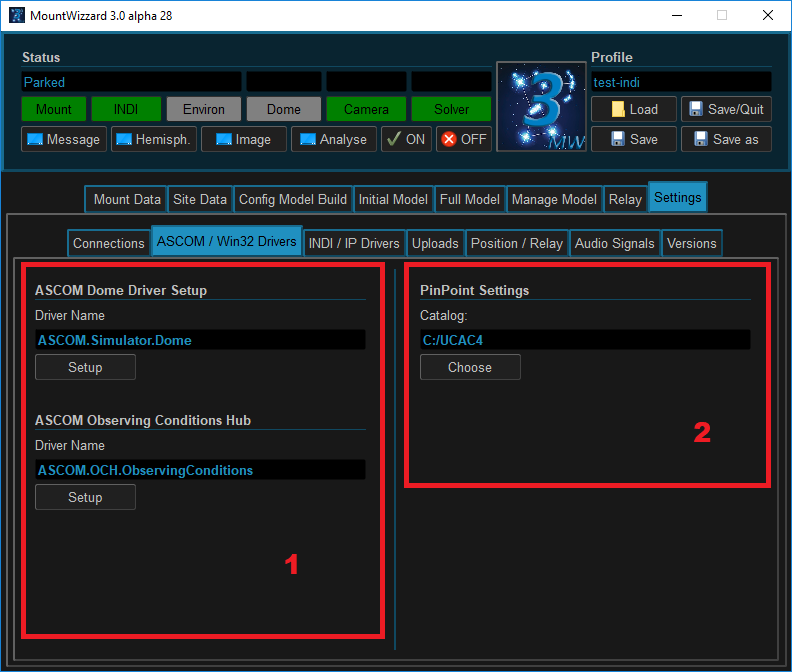 MountWizzard 3.0 alpha 28
Status
Profile
Parked
test-indi
Mount INDI Environ Dome Camera Solver
Load Save/Quit
Message Hemisph. Image Analyse ON OFF
Save Save as
3
MW
Mount Data Site Data Config Model Build Initial Model Full Model Manage Model Relay Settings
Connections ASCOM / Win32 Drivers INDI / IP Drivers Uploads Position / Relay Audio Signals Versions
ASCOM Dome Driver Setup
Driver Name
ASCOM.Simulator.Dome
Setup
ASCOM Observing Conditions Hub
Driver Name
ASCOM.OCH.ObservingConditions
Setup
1
PinPoint Settings
Catalog:
C:/UCAC4
Choose
2